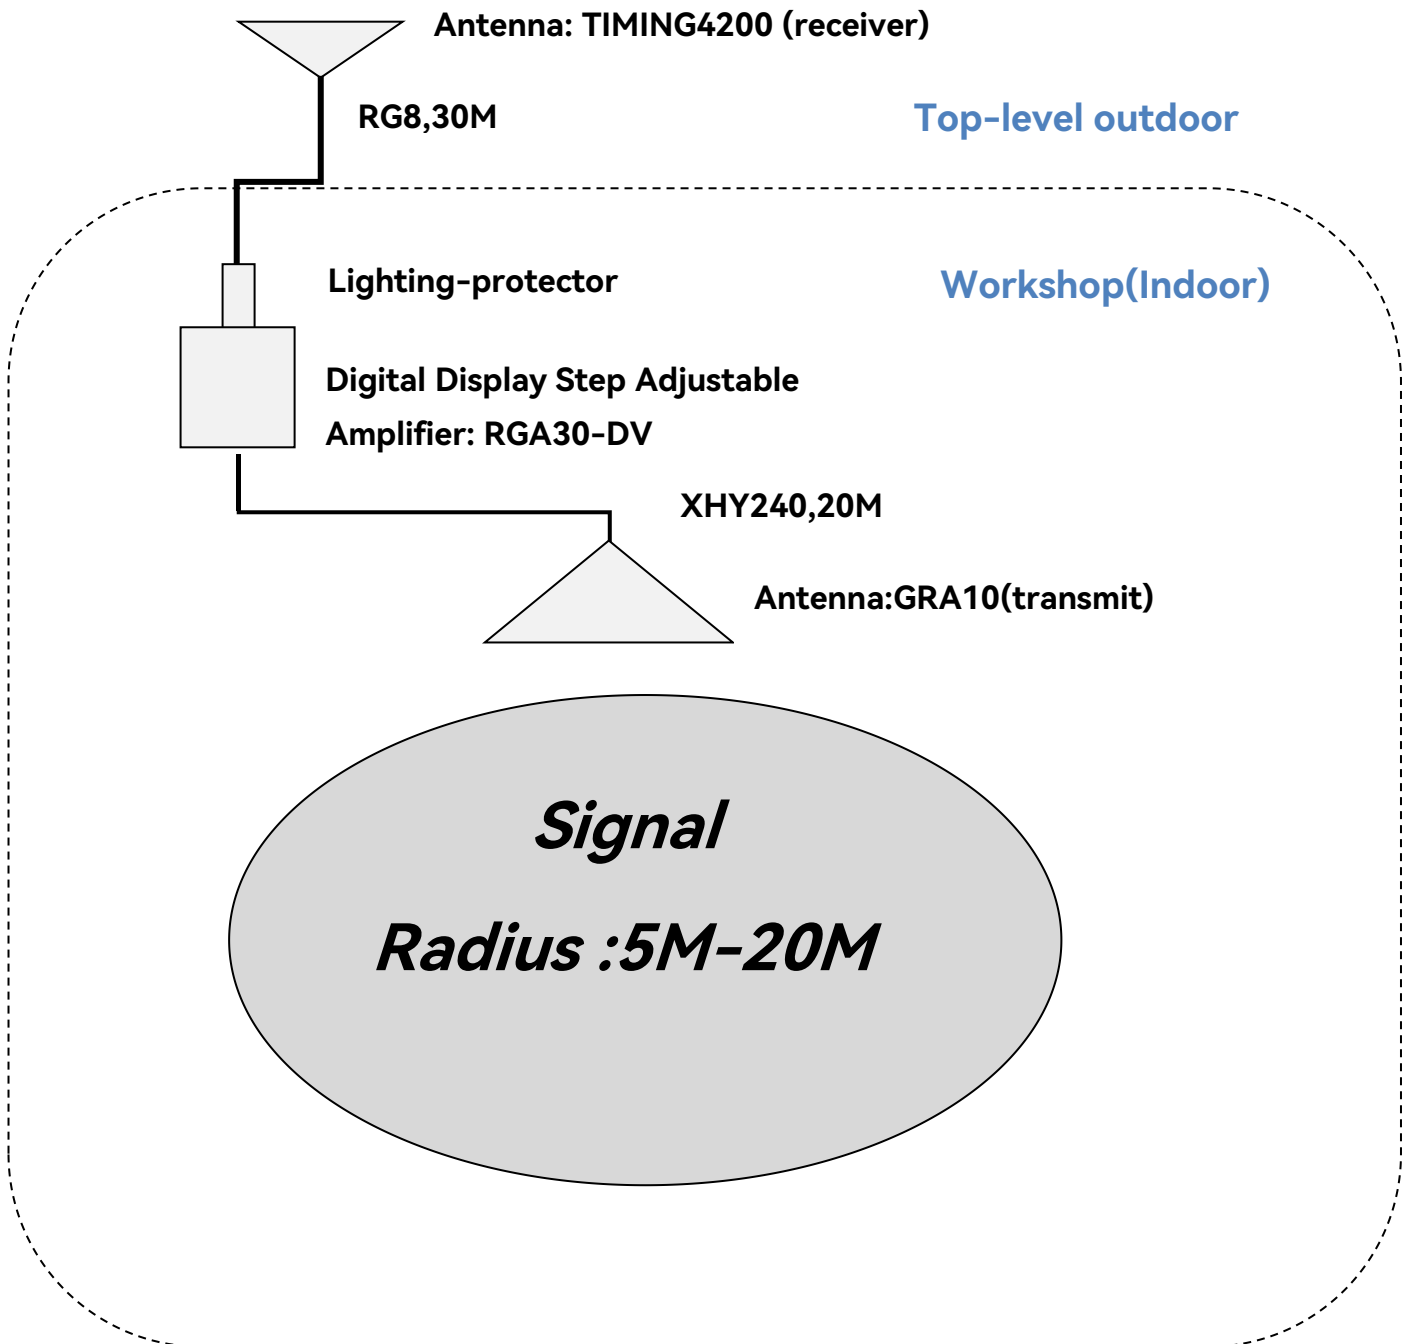 Antenna: TIMING4200 (receiver)
RG8,30M
Top-level outdoor
Lighting-protector
Workshop(Indoor)
Digital Display Step Adjustable
Amplifier: RGA30-DV
XHY240,20M
Antenna:GRA10(transmit)
Signal
Radius :5M-20M